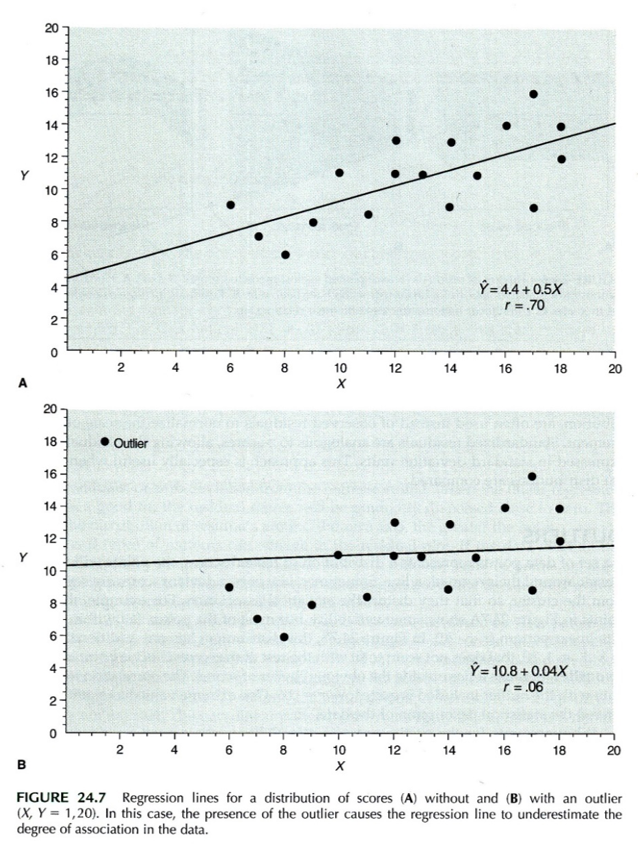 20
18
16
14
12
Y
10
8
6
4
2
0
Ŷ = 4.4 + 0.5X
r = .70
2 4 6 8 10 12 14 16 18 20
A X
20
18
Outlier
16
14
12
Y
10
8
6
4
2
0
Ŷ = 10.8 + 0.04X
r = .06
2 4 6 8 10 12 14 16 18 20
B X
FIGURE 24.7 Regression lines for a distribution of scores (A) without and (B) with an outlier
(X, Y = 1,20). In this case, the presence of the outlier causes the regression line to underestimate the
degree of association in the data.